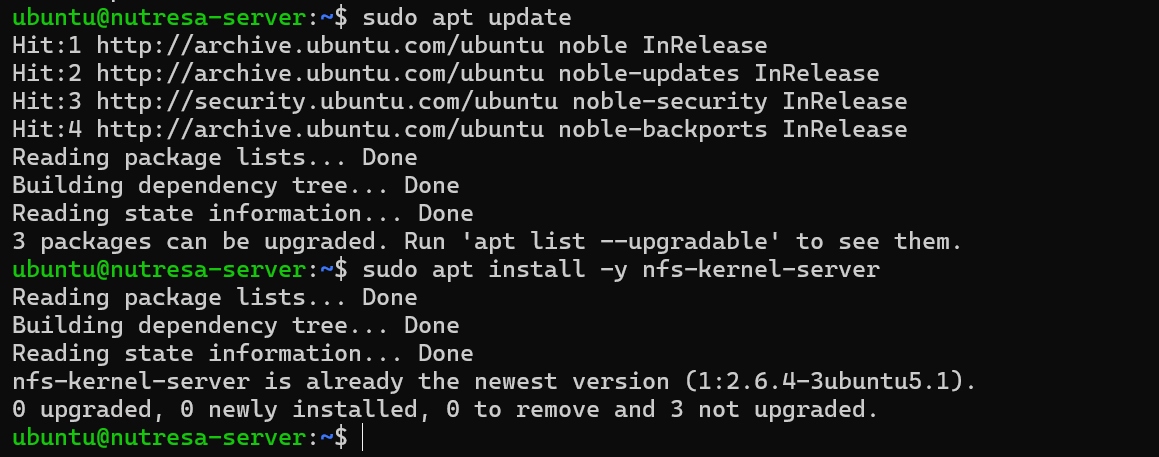 ubuntu@nutresa-server:~$ sudo apt update
Hit:1 http://archive.ubuntu.com/ubuntu noble InRelease
Hit:2 http://archive.ubuntu.com/ubuntu noble-updates InRelease
Hit:3 http://security.ubuntu.com/ubuntu noble-security InRelease
Hit:4 http://archive.ubuntu.com/ubuntu noble-backports InRelease
Reading package lists... Done
Building dependency tree... Done
Reading state information... Done
3 packages can be upgraded. Run 'apt list --upgradable' to see them.
ubuntu@nutresa-server:~$ sudo apt install -y nfs-kernel-server
Reading package lists... Done
Building dependency tree... Done
Reading state information... Done
nfs-kernel-server is already the newest version (1:2.6.4-3ubuntu5.1).
0 upgraded, 0 newly installed, 0 to remove and 3 not upgraded.
ubuntu@nutresa-server:~$